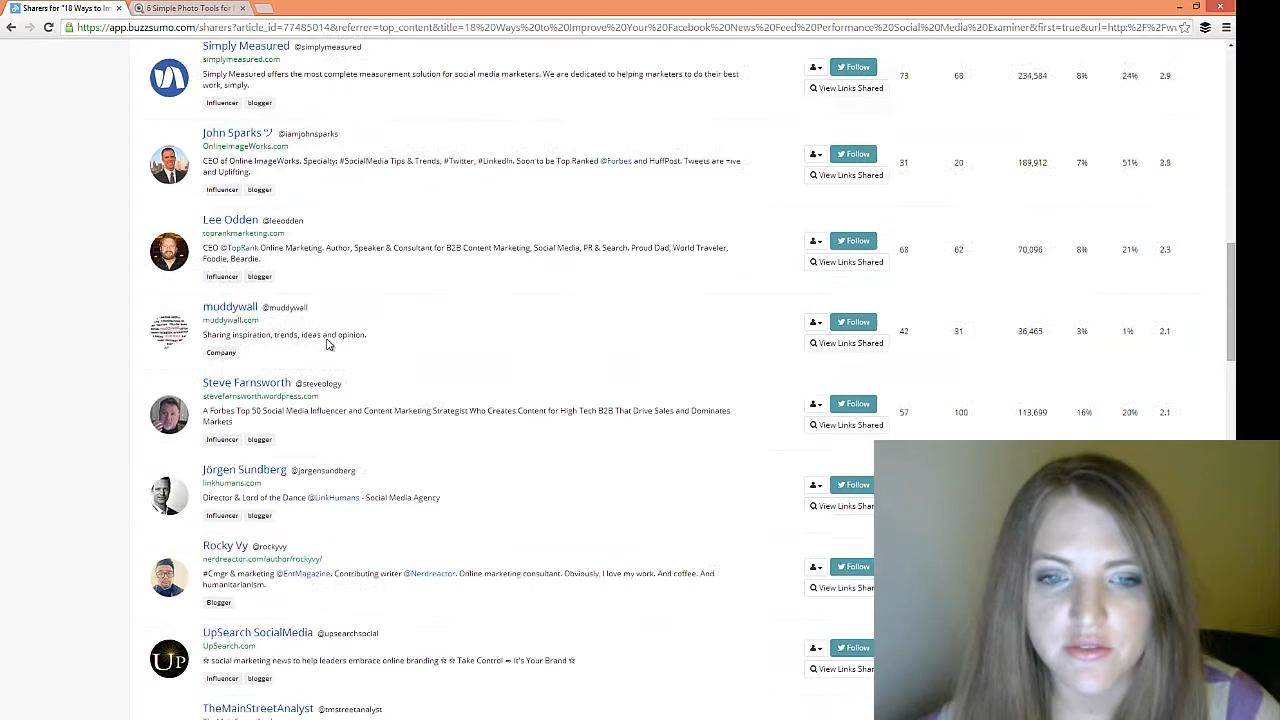 Sharers for "18 Ways to Im
6 Simple Photo Tools for
https://app.buzzsumo.com/sharers?article_id=77485014&referrer=top_content&title=18%20Ways%20to%20Improve%20Your%20Facebook%20News%20Feed%20Performance%20Social%20Media%20Examiner&first=true&url=http:%2F%2F
Simply Measured @simplymeasured
simplymeasured.com
Simply Measured offers the most complete measurement solution for social media marketers. We are dedicated to helping marketers to do their best
work, simply.
Influencer blogger
Follow
View Links Shared
73 68 234,584 8% 24% 2.9
John Sparks ツ @iamjohnsparks
OnlineImageWorks.com
CEO of Online ImageWorks. Specialty: #SocialMedia Tips & Trends, #Twitter, #LinkedIn. Soon to be Top Ranked @Forbes and HuffPost. Tweets are +ive
and Uplifting.
Influencer blogger
Follow
View Links Shared
31 20 189,912 7% 51% 2.8
Lee Odden @leeodden
toprankmarketing.com
CEO @TopRank Online Marketing. Author, Speaker & Consultant for B2B Content Marketing, Social Media, PR & Search. Proud Dad, World Traveler,
Foodie, Beardie.
Influencer blogger
Follow
View Links Shared
68 62 70,096 8% 21% 2.3
muddywall @muddywall
muddywall.com
Sharing inspiration, trends, ideas and opinion.
Company
Follow
View Links Shared
42 31 36,465 3% 1% 2.1
Steve Farnsworth @steveology
stevefarnsworth.wordpress.com
A Forbes Top 50 Social Media Influencer and Content Marketing Strategist Who Creates Content for High Tech B2B That Drive Sales and Dominates
Markets
Influencer blogger
Follow
View Links Shared
57 100 113,699 16% 20% 2.1
Jörgen Sundberg @jorgensundberg
linkhumans.com
Director & Lord of the Dance @LinkHumans - Social Media Agency
Influencer blogger
Follow
View Links Shared
Rocky Vy @rockyvy
nerdreactor.com/author/rockyvy/
#Cmgr & marketing @EntMagazine. Contributing writer @Nerdreactor. Online marketing consultant. Obviously, I love my work. And coffee. And
humanitarianism.
Blogger
Follow
View Links Shared
UpSearch SocialMedia @upsearchsocial
UpSearch.com
☆ social marketing news to help leaders embrace online branding ☆ ☆ Take Control ∞ It's Your Brand ☆
Influencer blogger
UP
Follow
View Links Shared
TheMainStreetAnalyst @tmstreetanalyst